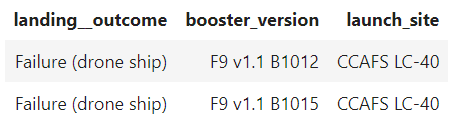 landing__outcome booster_version launch_site
Failure (drone ship) F9 v1.1 B1012 CCAFS LC-40
Failure (drone ship) F9 v1.1 B1015 CCAFS LC-40